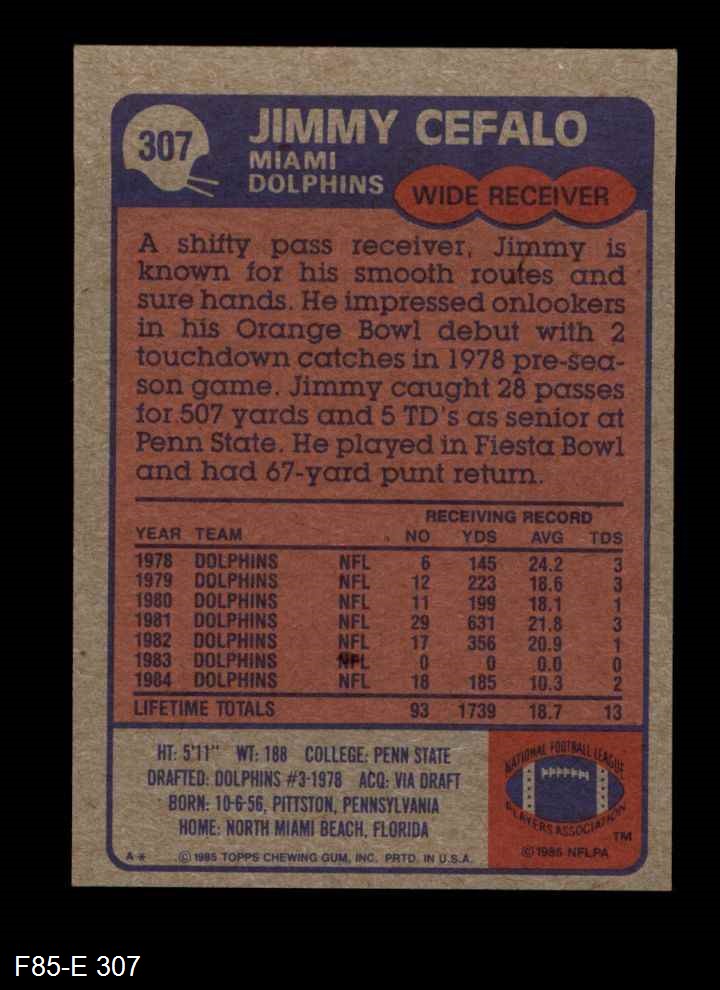 307
JIMMY CEFALO
MIAMI
DOLPHINS
WIDE RECEIVER
A shifty pass receiver, Jimmy is
known for his smooth routes and
sure hands. He impressed onlookers
in his Orange Bowl debut with 2
touchdown catches in 1978 pre-sea-
son game. Jimmy caught 28 passes
for 507 yards and 5 TD's as senior at
Penn State. He played in Fiesta Bowl
and had 67-yard punt return.
RECEIVING RECORD
YEAR TEAM NO YDS AVG TDS
1978 DOLPHINS NFL 6 145 24.2 3
1979 DOLPHINS NFL 12 223 18.6 3
1980 DOLPHINS NFL 11 199 18.1 1
1981 DOLPHINS NFL 29 631 21.8 3
1982 DOLPHINS NFL 17 356 20.9 1
1983 DOLPHINS NFL 0 0 0.0 0
1984 DOLPHINS NFL 18 185 10.3 2
LIFETIME TOTALS 93 1739 18.7 13
HT: 5'11" WT: 188 COLLEGE: PENN STATE
DRAFTED: DOLPHINS #3-1978 ACQ: VIA DRAFT
BORN: 10-6-56, PITTSTON, PENNSYLVANIA
HOME: NORTH MIAMI BEACH, FLORIDA
A* © 1985 TOPPS CHEWING GUM, INC. PRTD. IN U.S.A.
NATIONAL FOOTBALL LEAGUE
PLAYERS ASSOCIATION
TM
© 1985 NFLPA
F85-E 307